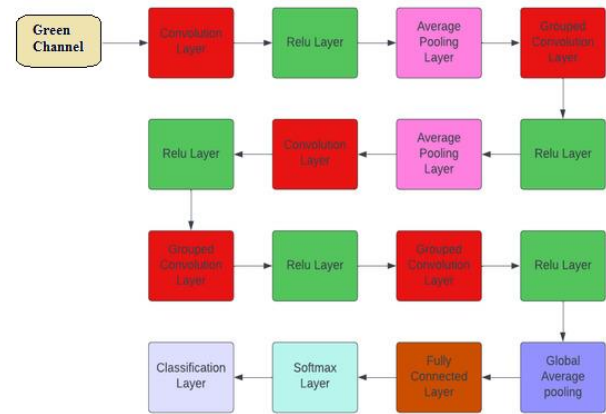 Green
Channel
Convolution
Layer
Relu Layer
Average
Pooling
Layer
Grouped
Convolution
Layer
Relu Layer
Average
Pooling
Layer
Convolution
Layer
Relu Layer
Grouped
Convolution
Layer
Relu Layer
Grouped
Convolution
Layer
Relu Layer
Global
Average
pooling
Fully
Connected
Layer
Softmax
Layer
Classification
Layer